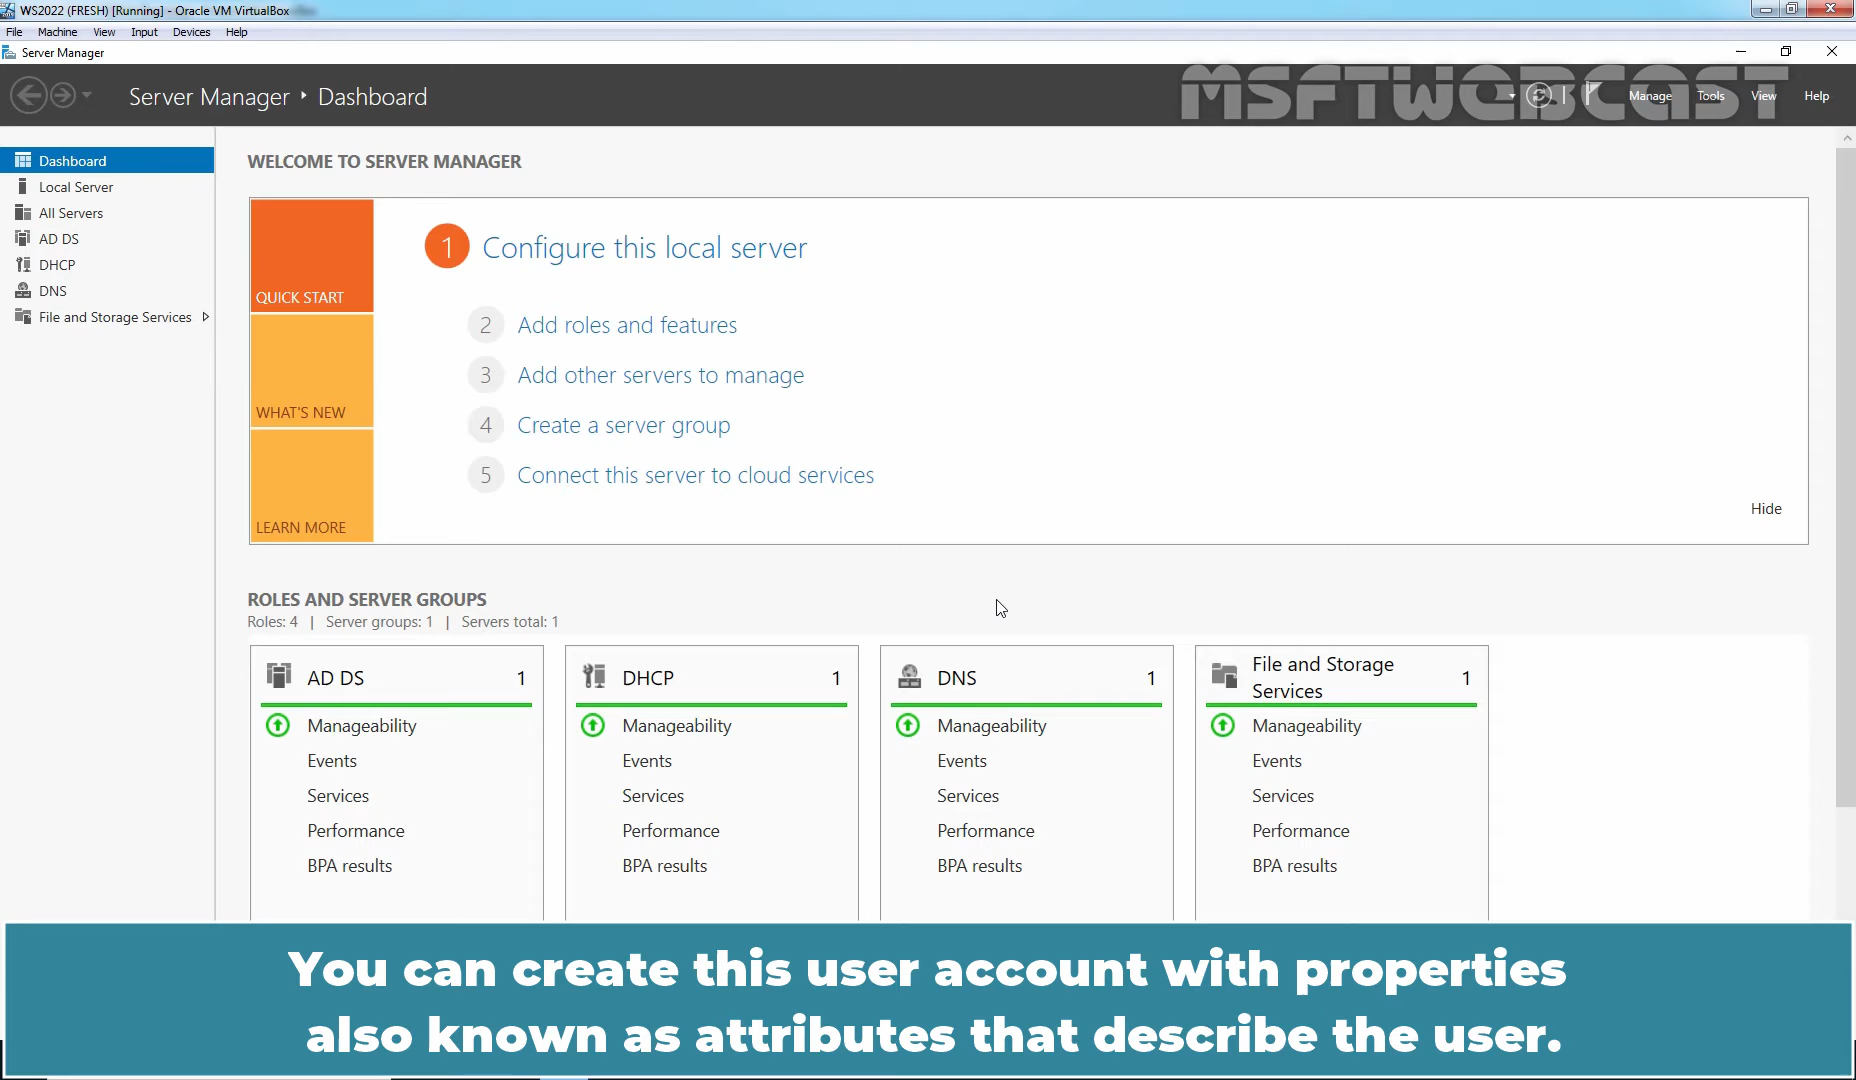 WS2022 (FRESH) [Running] - Oracle VM VirtualBox
File Machine View Input Devices Help
Server Manager
Server Manager ‣ Dashboard
MSFTWEBCAST
Manage Tools View Help
Dashboard
Local Server
All Servers
AD DS
DHCP
DNS
File and Storage Services
WELCOME TO SERVER MANAGER
QUICK START
WHAT'S NEW
LEARN MORE
1 Configure this local server
2 Add roles and features
3 Add other servers to manage
4 Create a server group
5 Connect this server to cloud services
Hide
ROLES AND SERVER GROUPS
Roles: 4 | Server groups: 1 | Servers total: 1
AD DS 1
Manageability
Events
Services
Performance
BPA results
DHCP 1
Manageability
Events
Services
Performance
BPA results
DNS 1
Manageability
Events
Services
Performance
BPA results
File and Storage
Services 1
Manageability
Events
Services
Performance
BPA results
You can create this user account with properties
also known as attributes that describe the user.